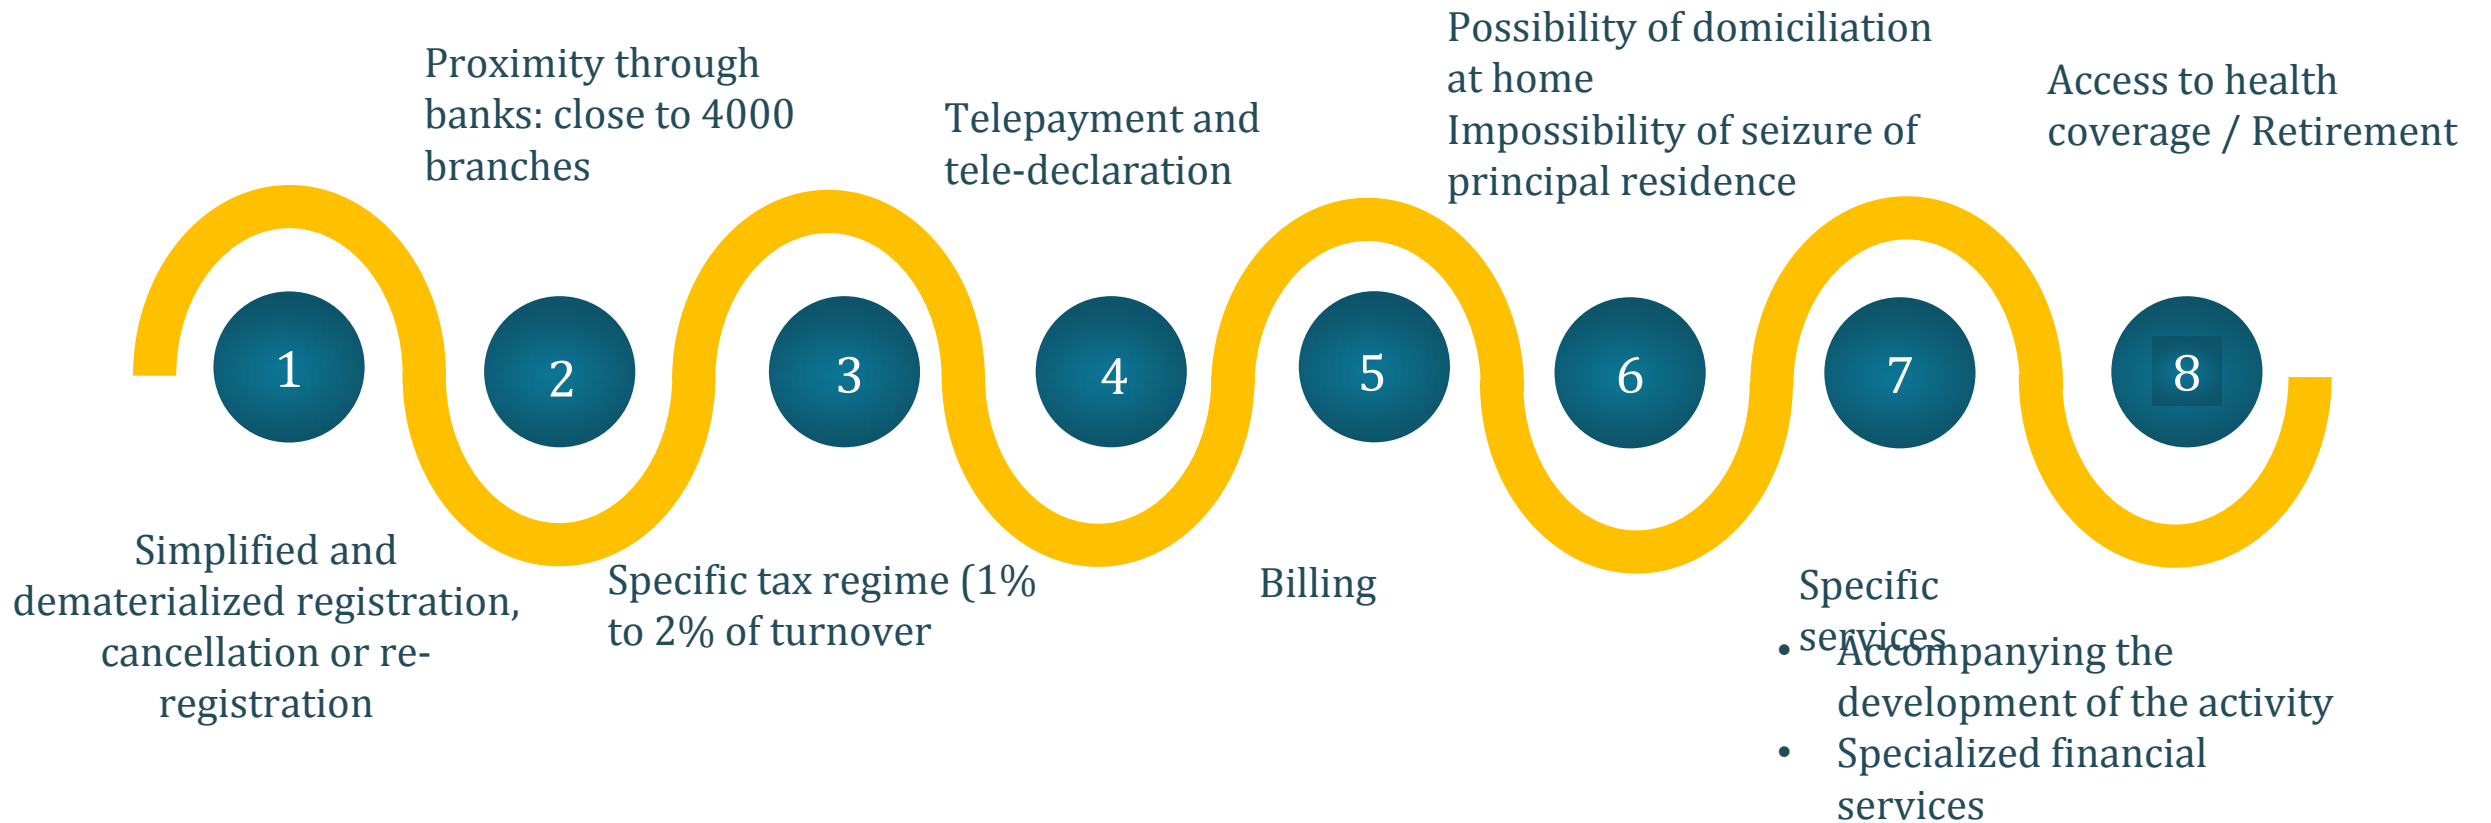 Proximity through
banks: close to 4000
branches
Telepayment and
tele-declaration
Possibility of domiciliation
at home
Impossibility of seizure of
principal residence
Access to health
coverage / Retirement
1
2
3
4
5
6
7
8
Simplified and
dematerialized registration,
cancellation or re-
registration
Specific tax regime (1%
to 2% of turnover
Billing
Specific
services
• Accompanying the
development of the activity
• Specialized financial
services